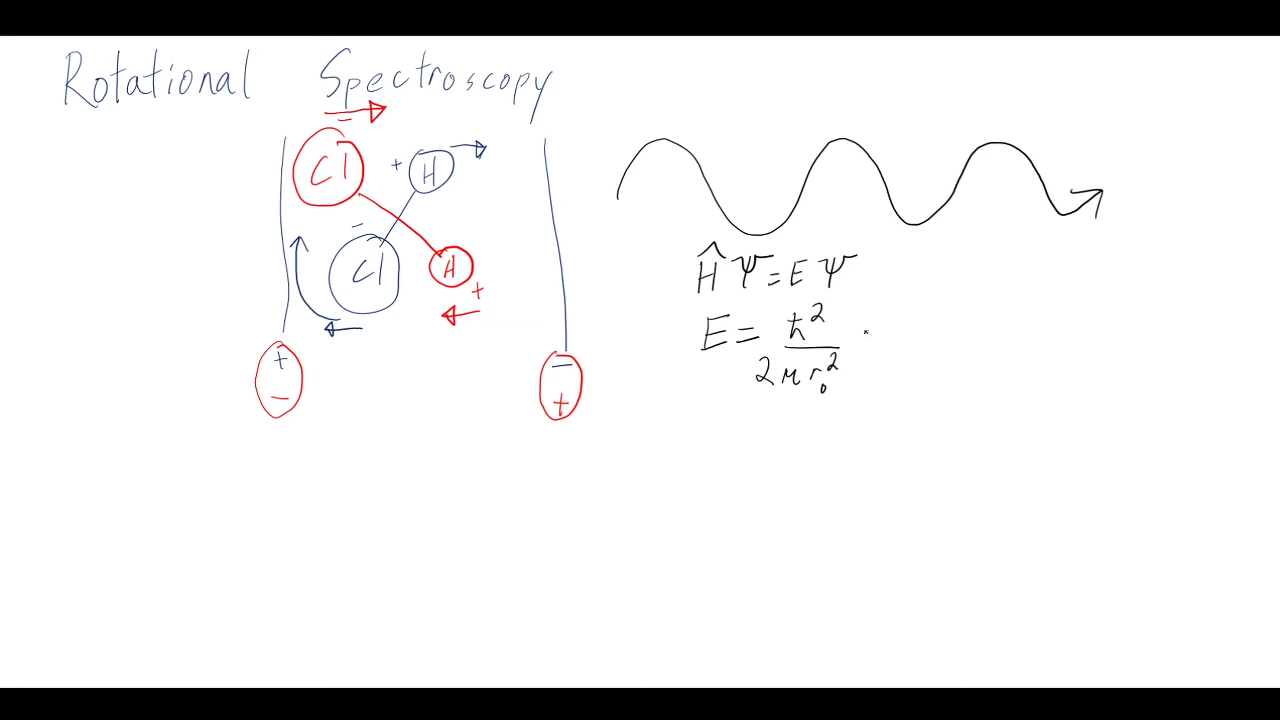 Rotational Spectroscopy
−
Cl + H
−
Cl H
+
Ĥ Ψ = E Ψ
E = ħ²
2 μ r₀²
+ −
− +